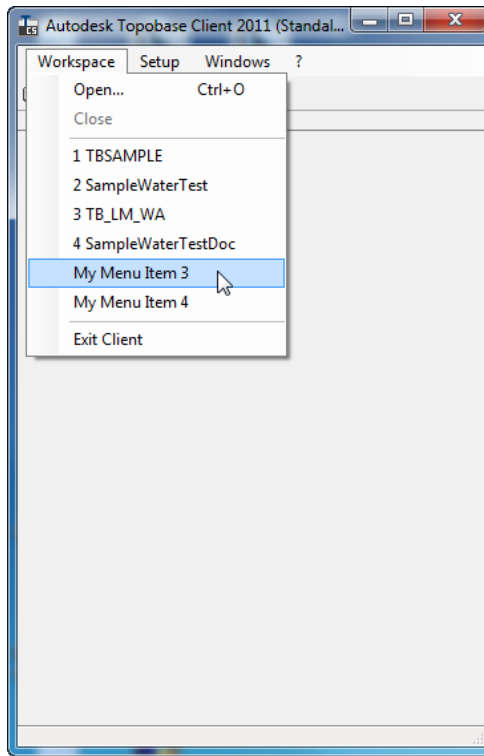 Autodesk Topobase Client 2011 (Standal...
Workspace Setup Windows ?
Open... Ctrl+O
Close
1 TBSAMPLE
2 SampleWaterTest
3 TB_LM_WA
4 SampleWaterTestDoc
My Menu Item 3
My Menu Item 4
Exit Client